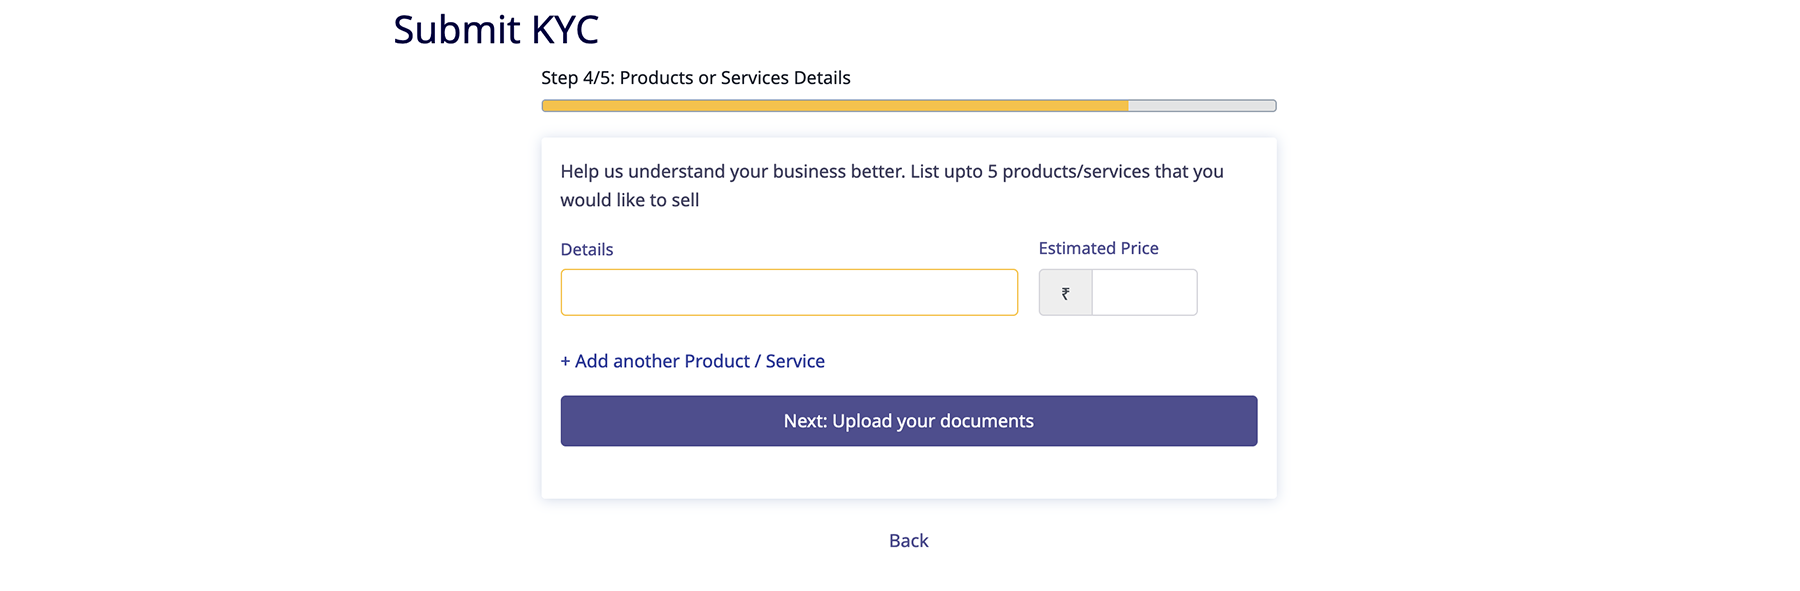 Submit KYC
Step 4/5: Products or Services Details
Help us understand your business better. List upto 5 products/services that you
would like to sell
Details
Estimated Price
₹
+ Add another Product / Service
Next: Upload your documents
Back